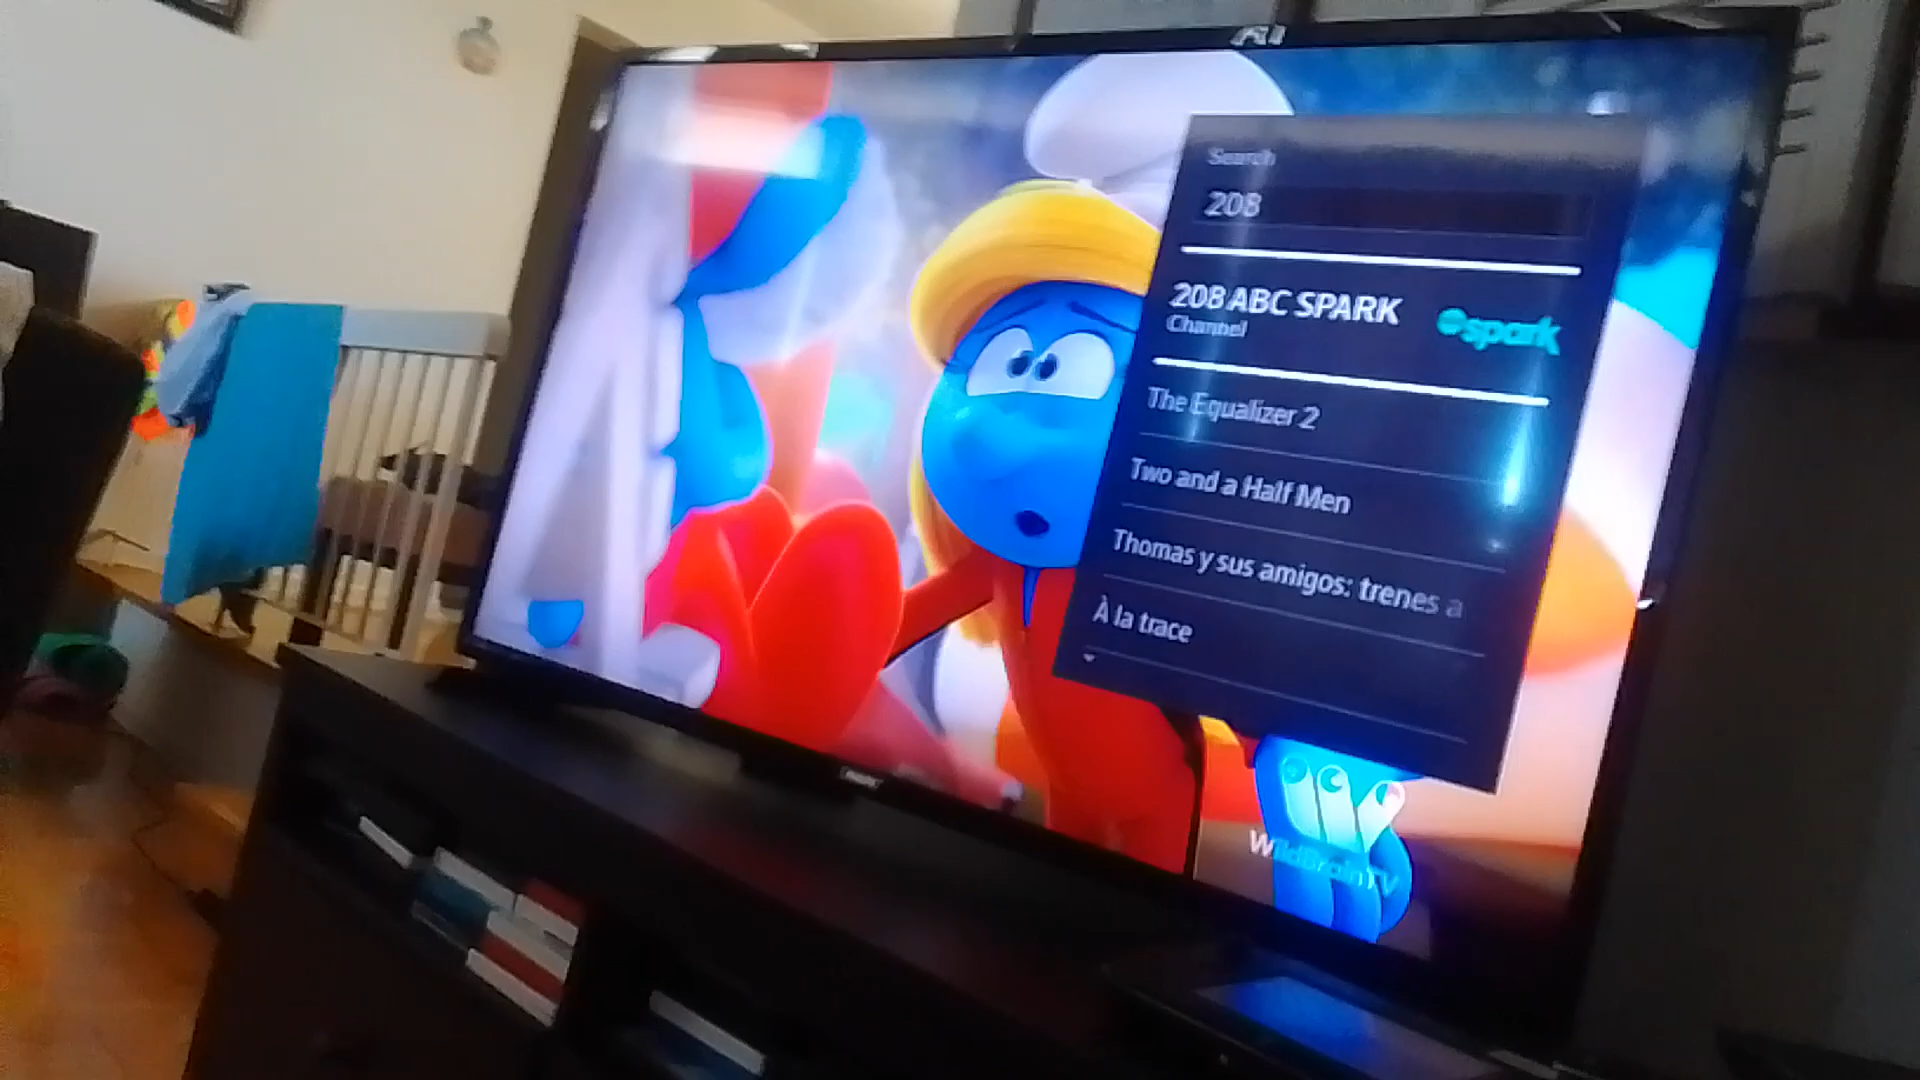 Search
208
208 ABC SPARK
Channel
spark
The Equalizer 2
Two and a Half Men
Thomas y sus amigos: trenes a
À la trace
WildBrainTV